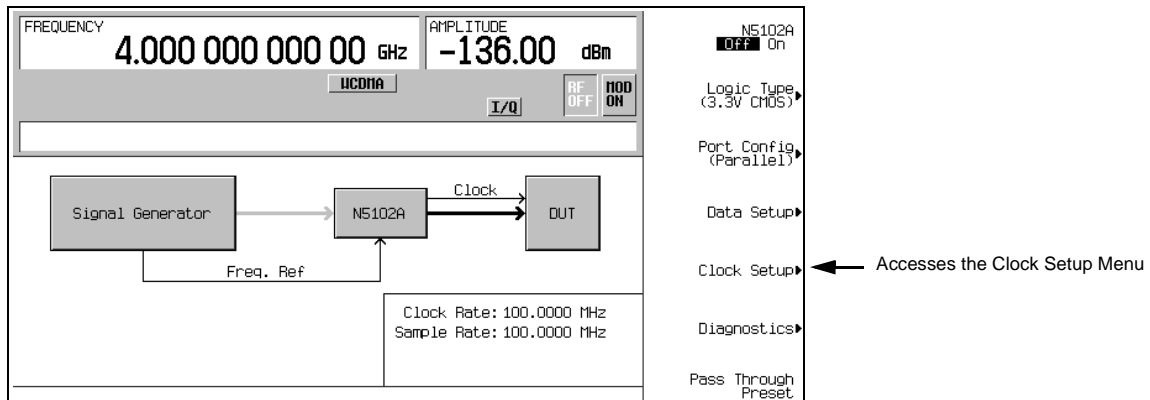 FREQUENCY
4.000 000 000 00 GHz
AMPLITUDE
-136.00 dBm
WCDMA
I/Q
RF OFF
MOD ON
Signal Generator
N5102A
Clock
DUT
Freq. Ref
Clock Rate: 100.0000 MHz
Sample Rate: 100.0000 MHz
N5102A
Off On
Logic Type
(3.3V CMOS)
Port Config
(Parallel)
Data Setup
Clock Setup
Accesses the Clock Setup Menu
Diagnostics
Pass Through
Preset